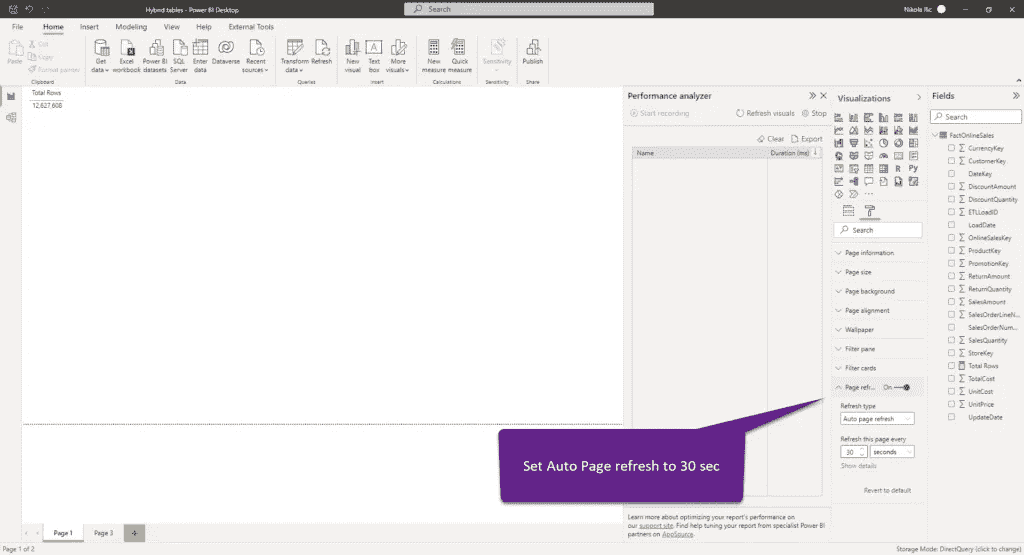 Hybrid tables - Power BI Desktop
Search
Nikola Ilic
File Home Insert Modeling View Help External Tools
Paste
Cut
Copy
Format painter
Clipboard
Get data
Excel workbook
Power BI datasets
SQL Server
Enter data
Dataverse
Recent sources
Data
Transform data
Refresh
Queries
New visual
Text box
More visuals
Insert
New measure
Quick measure
Calculations
Sensitivity
Sensitivity
Publish
Share
Total Rows
12,627,608
Performance analyzer
Start recording Refresh visuals Stop
Clear Export
Name Duration (ms)
Learn more about optimizing your report's performance on
our support site. Find help tuning your report from specialist Power BI
partners on AppSource.
Visualizations
R Py
Search
Page information
Page size
Page background
Page alignment
Wallpaper
Filter pane
Filter cards
Page refr... On
Refresh type
Auto page refresh
Refresh this page every
30 seconds
Show details
Revert to default
Fields
Search
FactOnlineSales
CurrencyKey
CustomerKey
DateKey
DiscountAmount
DiscountQuantity
ETLLoadID
LoadDate
OnlineSalesKey
ProductKey
PromotionKey
ReturnAmount
ReturnQuantity
SalesAmount
SalesOrderLineN...
SalesOrderNum...
SalesQuantity
StoreKey
Total Rows
TotalCost
UnitCost
UnitPrice
UpdateDate
Set Auto Page refresh to 30 sec
Page 1 Page 3 +
Page 1 of 2
Storage Mode: DirectQuery (click to change)